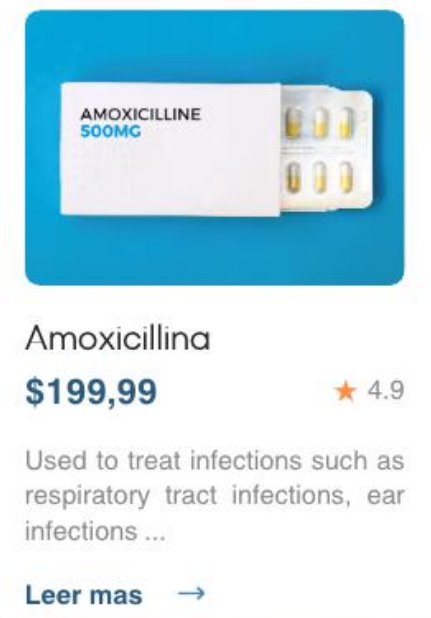 AMOXICILLINE
500MG
Amoxicillina
$199,99
★ 4.9
Used to treat infections such as
respiratory tract infections, ear
infections ...
Leer mas →